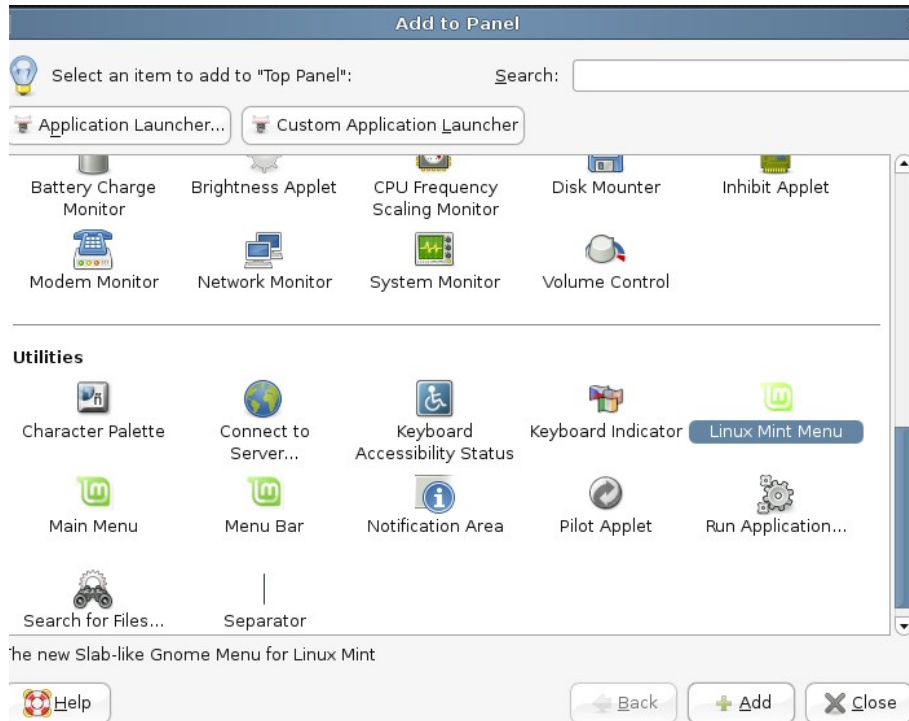 Add to Panel
Select an item to add to "Top Panel":
Search:
Application Launcher...
Custom Application Launcher
Battery Charge
Monitor
Brightness Applet
CPU Frequency
Scaling Monitor
Disk Mounter
Inhibit Applet
Modem Monitor
Network Monitor
System Monitor
Volume Control
Utilities
Character Palette
Connect to
Server...
Keyboard
Accessibility Status
Keyboard Indicator
Linux Mint Menu
Main Menu
Menu Bar
Notification Area
Pilot Applet
Run Application...
Search for Files...
Separator
The new Slab-like Gnome Menu for Linux Mint
Help
Back
Add
Close